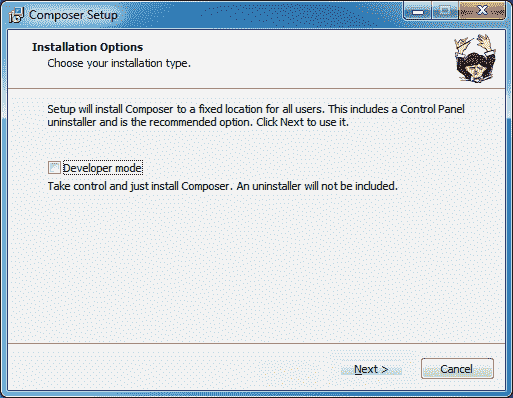 Composer Setup
Installation Options
Choose your installation type.
Setup will install Composer to a fixed location for all users. This includes a Control Panel
uninstaller and is the recommended option. Click Next to use it.
Developer mode
Take control and just install Composer. An uninstaller will not be included.
Next >
Cancel